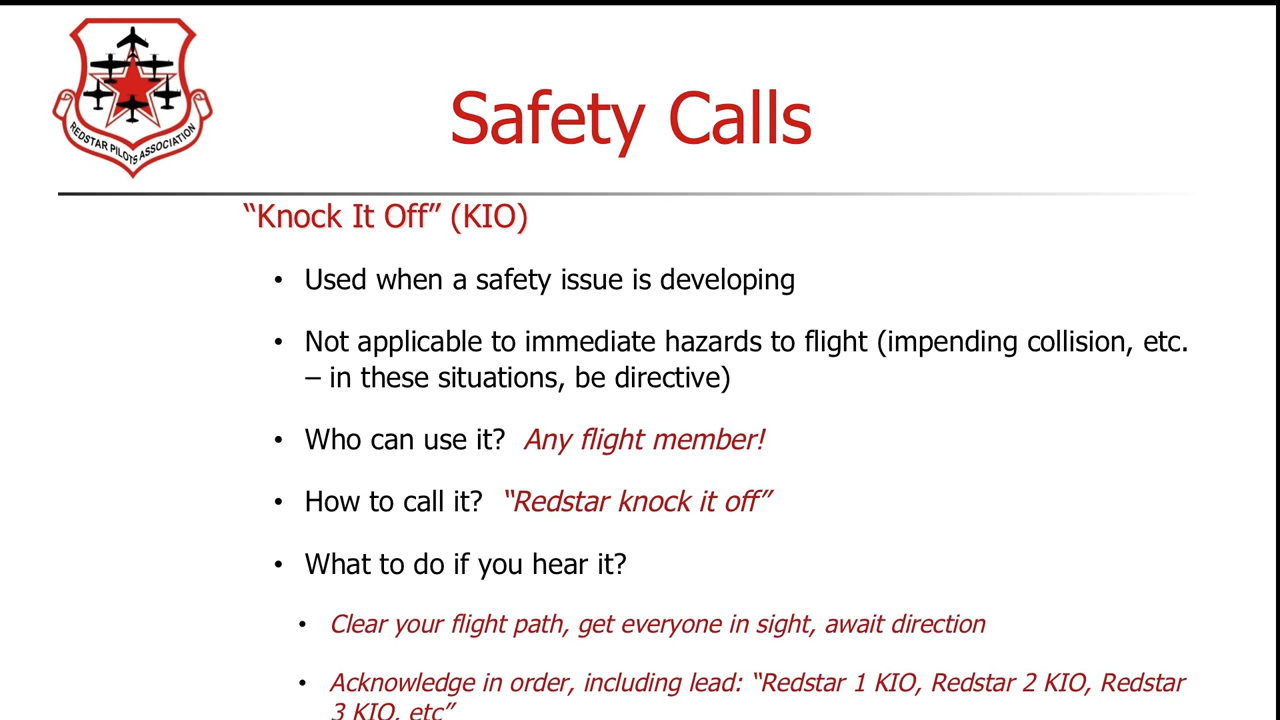 REDSTAR PILOTS ASSOCIATION
Safety Calls
“Knock It Off” (KIO)
• Used when a safety issue is developing
• Not applicable to immediate hazards to flight (impending collision, etc.
– in these situations, be directive)
• Who can use it? Any flight member!
• How to call it? “Redstar knock it off”
• What to do if you hear it?
• Clear your flight path, get everyone in sight, await direction
• Acknowledge in order, including lead: “Redstar 1 KIO, Redstar 2 KIO, Redstar
3 KIO, etc”